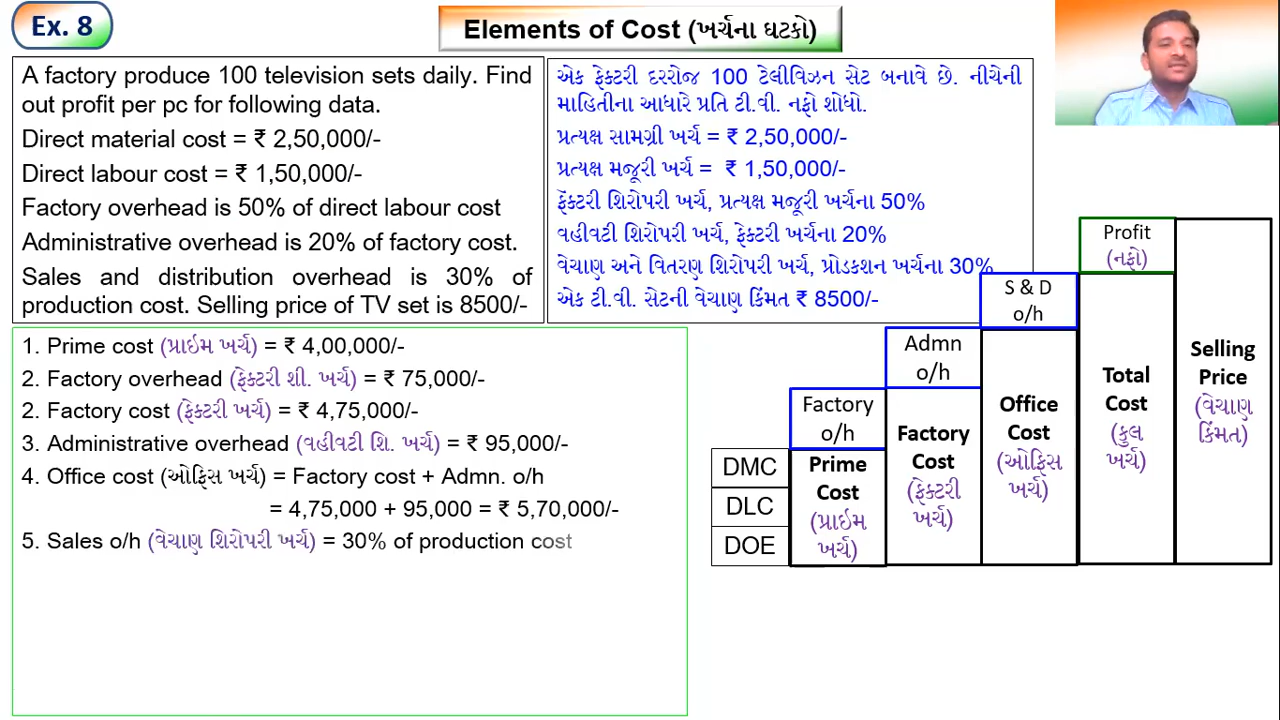 Ex. 8
Elements of Cost (ખર્ચના ઘટકો)
A factory produce 100 television sets daily. Find
out profit per pc for following data.
Direct material cost = ₹ 2,50,000/-
Direct labour cost = ₹ 1,50,000/-
Factory overhead is 50% of direct labour cost
Administrative overhead is 20% of factory cost.
Sales and distribution overhead is 30% of
production cost. Selling price of TV set is 8500/-
એક ફેક્ટરી દરરોજ 100 ટેલીવિઝન સેટ બનાવે છે. નીચેની
માહિતીના આધારે પ્રતિ ટી.વી. નફો શોધો.
પ્રત્યક્ષ સામગ્રી ખર્ચ = ₹ 2,50,000/-
પ્રત્યક્ષ મજૂરી ખર્ચ = ₹ 1,50,000/-
ફેંક્ટરી શિરોપરી ખર્ચ, પ્રત્યક્ષ મજૂરી ખર્ચના 50%
વહીવટી શિરોપરી ખર્ચ, ફેક્ટરી ખર્ચના 20%
વેચાણ અને વિતરણ શિરોપરી ખર્ચ, પ્રોડકશન ખર્ચના 30%
એક ટી.વી. સેટની વેચાણ કિંમત ₹ 8500/-
1. Prime cost (પ્રાઇમ ખર્ચ) = ₹ 4,00,000/-
2. Factory overhead (ફેક્ટરી શી. ખર્ચ) = ₹ 75,000/-
2. Factory cost (ફેક્ટરી ખર્ચ) = ₹ 4,75,000/-
3. Administrative overhead (વહીવટી શિ. ખર્ચ) = ₹ 95,000/-
4. Office cost (ઓફિસ ખર્ચ) = Factory cost + Admn. o/h
= 4,75,000 + 95,000 = ₹ 5,70,000/-
5. Sales o/h (વેચાણ શિરોપરી ખર્ચ) = 30% of production cost
DMC
DLC
DOE
Factory
o/h
Prime
Cost
(પ્રાઇમ
ખર્ચ)
Admn
o/h
Factory
Cost
(ફેક્ટરી
ખર્ચ)
S & D
o/h
Office
Cost
(ઓફિસ
ખર્ચ)
Profit
(નફો)
Total
Cost
(કુલ
ખર્ચ)
Selling
Price
(વેચાણ
કિંમત)